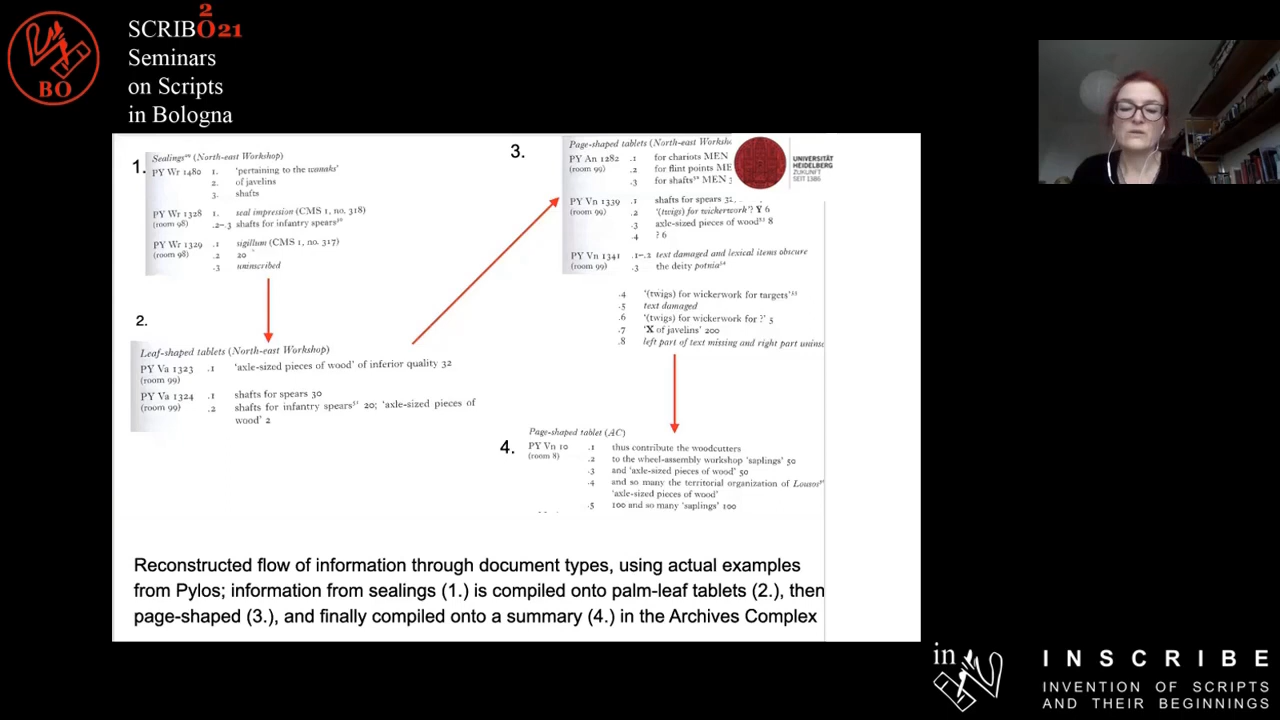 SCRIBO 2021
Seminars
on Scripts
in Bologna
BO
1.
Sealings (North-east Workshop)
PY Wr 1480 1. 'pertaining to the wanaks'
2. of javelins
3. shafts
PY Wr 1328 1. seal impression (CMS 1, no. 318)
(room 98) .2–3 shafts for infantry spears
PY Wr 1329 .1 sigillum (CMS 1, no. 317)
(room 98) .2 20
.3 uninscribed
2.
Leaf-shaped tablets (North-east Workshop)
PY Va 1323 .1 'axle-sized pieces of wood' of inferior quality 32
(room 99)
PY Va 1324 .1 shafts for spears 30
(room 99) .2 shafts for infantry spears 20; 'axle-sized pieces of
wood' 2
3.
Page-shaped tablets (North-east Worksh
PY An 1282 .1 for chariots MEN
(room 99) .2 for flint points ME
.3 for shafts MEN
PY Vn 1339 .1 shafts for spears 32,
(room 99) .2 '(twigs) for wickerwork'? Y 6
.3 axle-sized pieces of wood 8
.4 ? 6
PY Vn 1341 .1–.2 text damaged and lexical items obscure
(room 99) .3 the deity potnia
.4 '(twigs) for wickerwork for targets'
.5 text damaged
.6 '(twigs) for wickerwork for ?' 5
.7 'X of javelins' 200
.8 left part of text missing and right part uninsc
UNIVERSITÄT
HEIDELBERG
ZUKUNFT
SEIT 1386
4.
Page-shaped tablet (AC)
PY Vn 10 .1 thus contribute the woodcutters
(room 8) .2 to the wheel-assembly workshop 'saplings' 50
.3 and 'axle-sized pieces of wood' 50
.4 and so many the territorial organization of Lousos
'axle-sized pieces of wood'
.5 100 and so many 'saplings' 100
Reconstructed flow of information through document types, using actual examples
from Pylos; information from sealings (1.) is compiled onto palm-leaf tablets (2.), then
page-shaped (3.), and finally compiled onto a summary (4.) in the Archives Complex
in
INSCRIBE
INVENTION OF SCRIPTS
AND THEIR BEGINNINGS